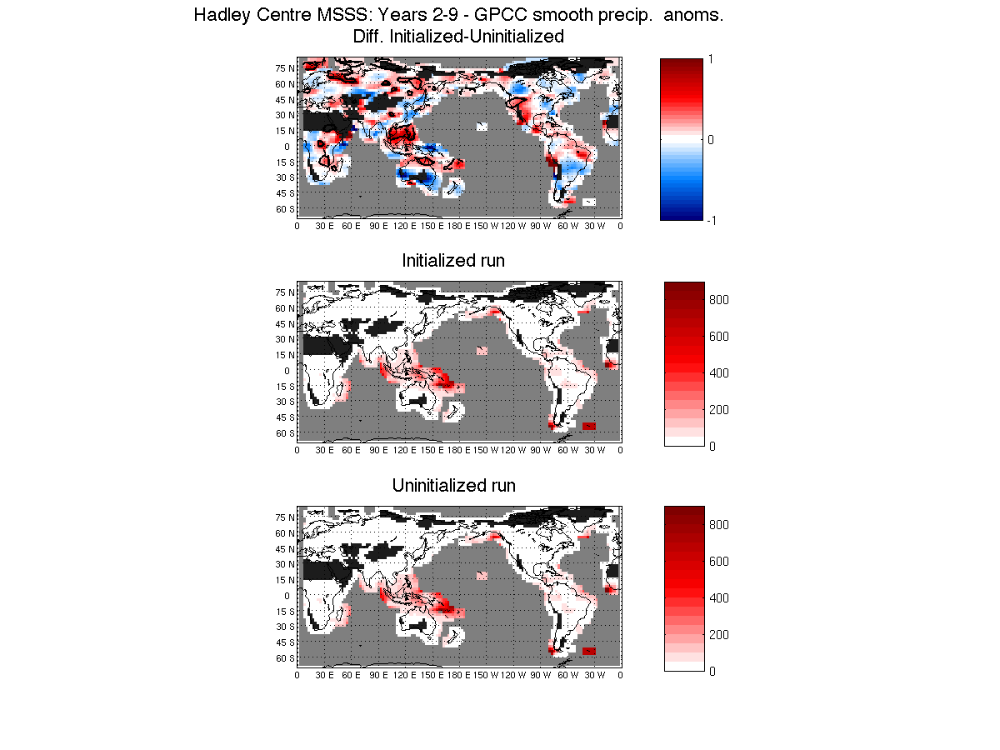 Hadley Centre MSSS: Years 2-9 - GPCC smooth precip.  anoms.
Diff. Initialized-Uninitialized
75 N
60 N
45 N
30 N
15 N
0
15 S
30 S
45 S
60 S
0 30 E 60 E 90 E 120 E 150 E 180 E 150 W 120 W 90 W 60 W 30 W 0
1
0
-1
Initialized run
75 N
60 N
45 N
30 N
15 N
0
15 S
30 S
45 S
60 S
0 30 E 60 E 90 E 120 E 150 E 180 E 150 W 120 W 90 W 60 W 30 W 0
800
600
400
200
0
Uninitialized run
75 N
60 N
45 N
30 N
15 N
0
15 S
30 S
45 S
60 S
0 30 E 60 E 90 E 120 E 150 E 180 E 150 W 120 W 90 W 60 W 30 W 0
800
600
400
200
0